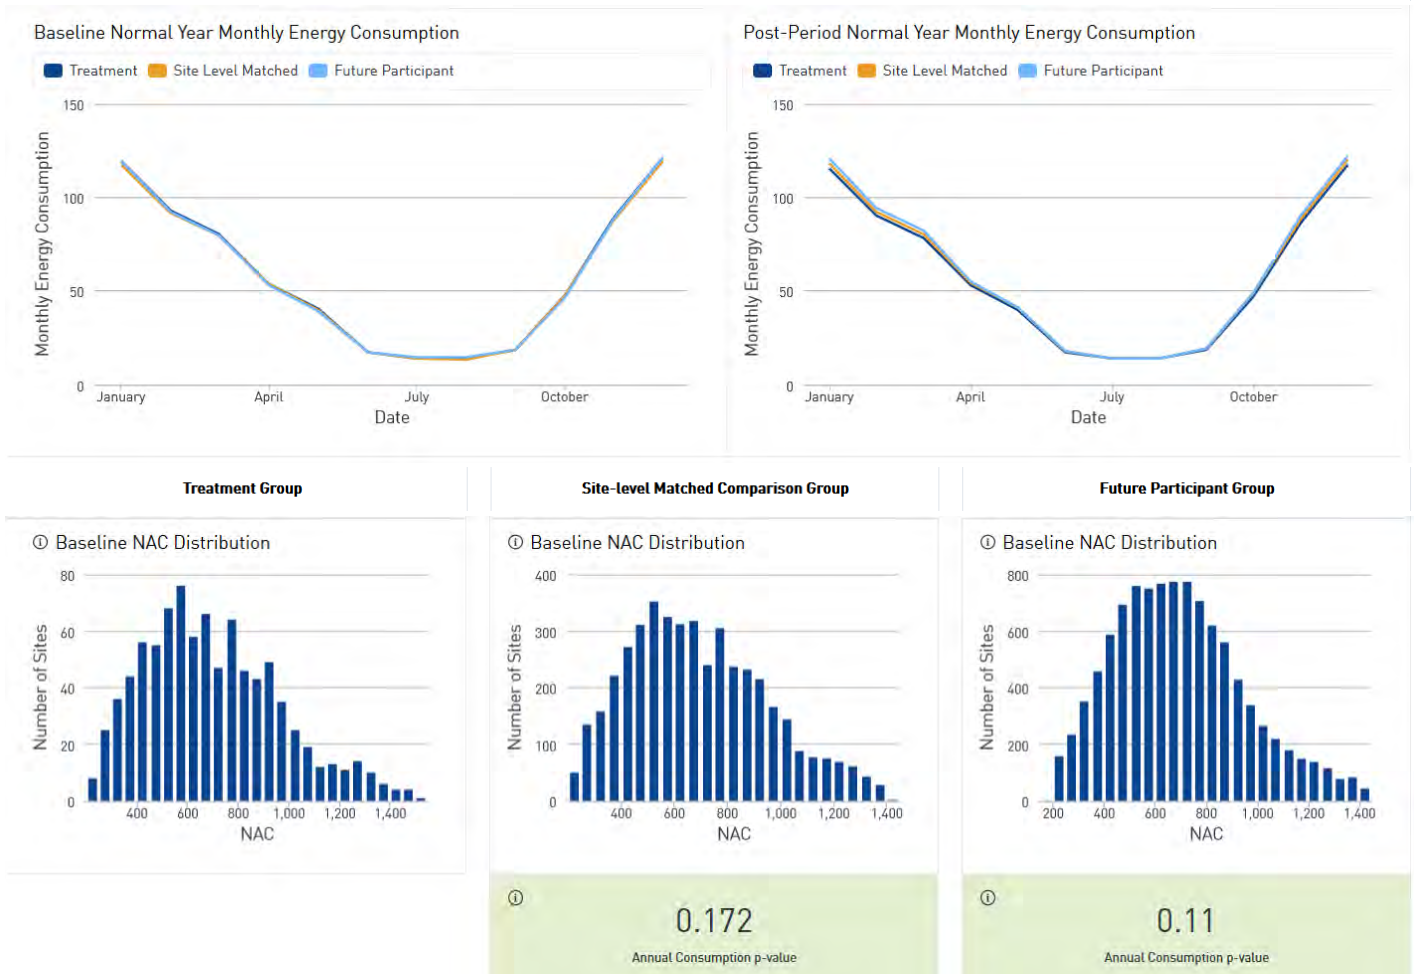 Baseline Normal Year Monthly Energy Consumption
Treatment Site Level Matched Future Participant
150
100
50
0
Monthly Energy Consumption
January April July October
Date
Post-Period Normal Year Monthly Energy Consumption
Treatment Site Level Matched Future Participant
150
100
50
0
Monthly Energy Consumption
January April July October
Date
Treatment Group
Baseline NAC Distribution
80
60
40
20
0
Number of Sites
400 600 800 1,000 1,200 1,400
NAC
Site-level Matched Comparison Group
Baseline NAC Distribution
400
300
200
100
0
Number of Sites
400 600 800 1,000 1,200 1,400
NAC
0.172
Annual Consumption p-value
Future Participant Group
Baseline NAC Distribution
800
600
400
200
0
Number of Sites
200 400 600 800 1,000 1,200 1,400
NAC
0.11
Annual Consumption p-value